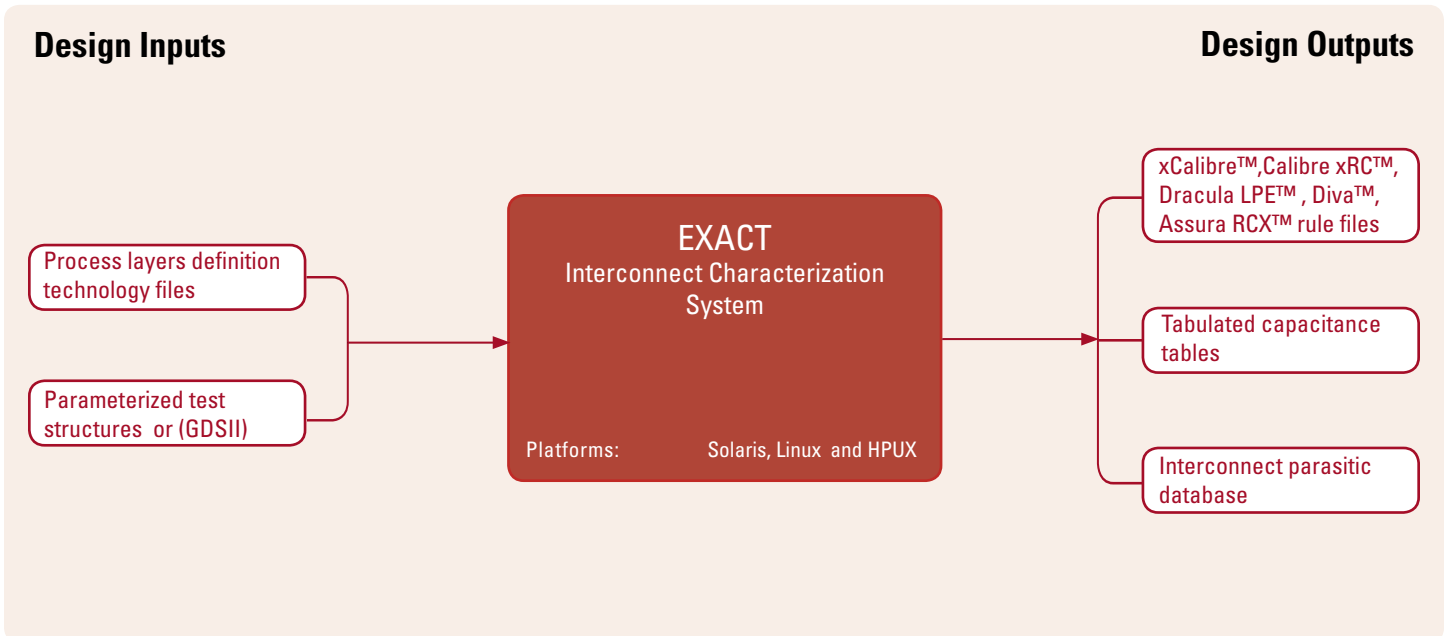 Design Inputs
Design Outputs
Process layers definition
technology files
Parameterized test
structures or (GDSII)
EXACT
Interconnect Characterization
System
Platforms: Solaris, Linux and HPUX
xCalibre™,Calibre xRC™,
Dracula LPE™ , Diva™,
Assura RCX™ rule files
Tabulated capacitance
tables
Interconnect parasitic
database